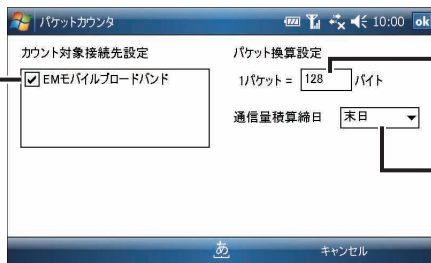 パケットカウンタ 10:00 ok
カウント対象接続先設定
EMモバイルブロードバンド
パケット換算設定
1パケット = 128 バイト
通信量積算締日 末日
あ キャンセル